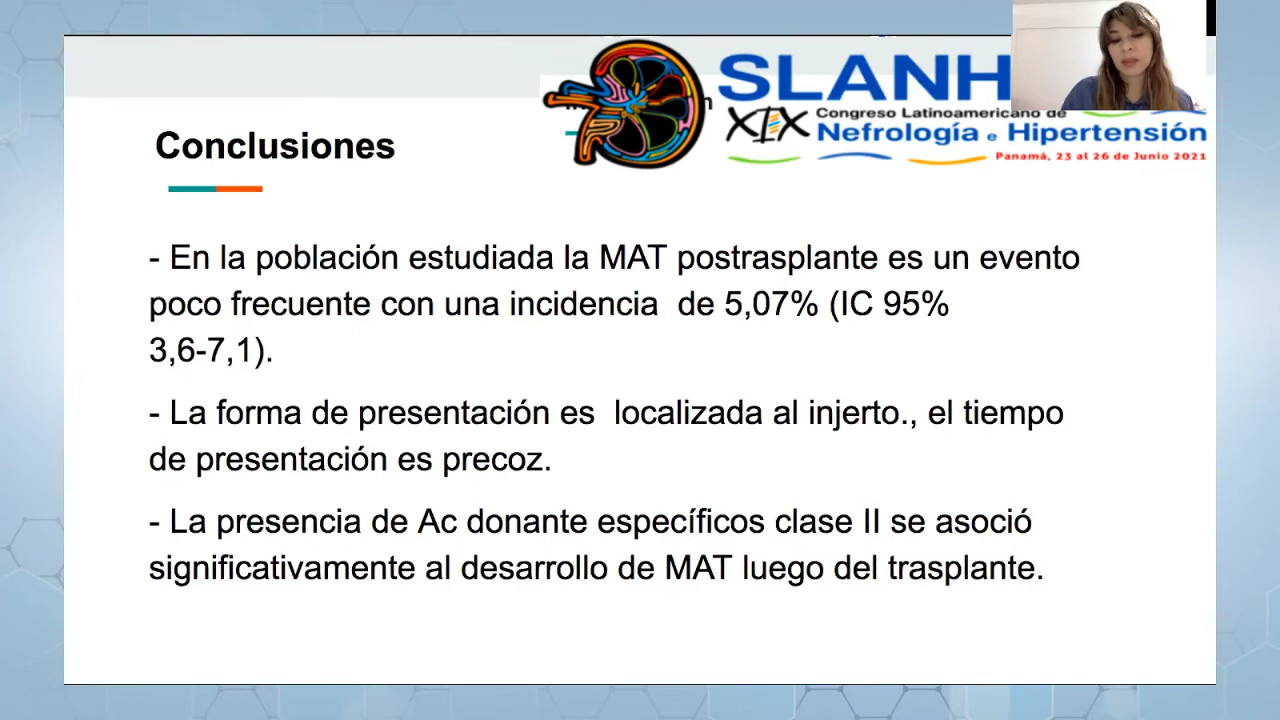 SLANH
XIX
Congreso Latinoamericano de
Nefrología e Hipertensión
Panamá, 23 al 26 de Junio 2021
Conclusiones
- En la población estudiada la MAT postrasplante es un evento
poco frecuente con una incidencia de 5,07% (IC 95%
3,6-7,1).
- La forma de presentación es localizada al injerto., el tiempo
de presentación es precoz.
- La presencia de Ac donante específicos clase II se asoció
significativamente al desarrollo de MAT luego del trasplante.